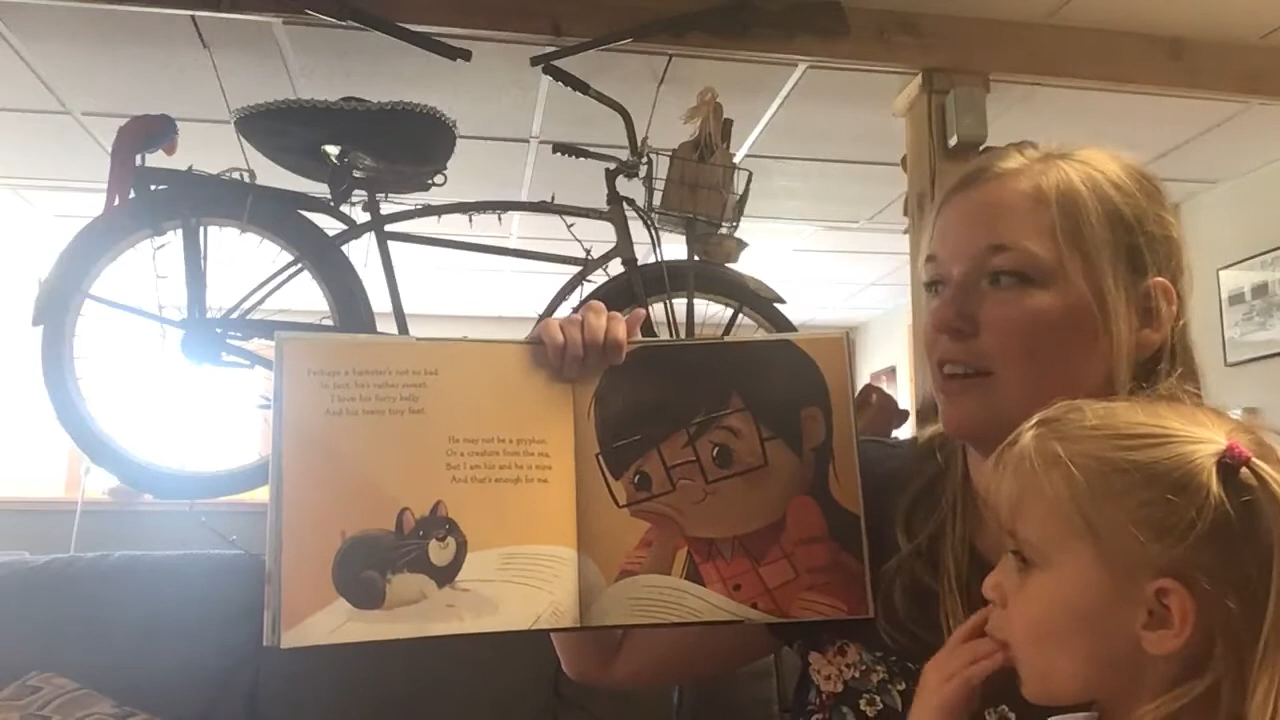 Perhaps a hamster's not so bad.
In fact, he's rather sweet.
I love his furry belly
And his teeny tiny feet.
He may not be a gryphon,
Or a creature from the sea,
But I am his and he is mine
And that's enough for me.